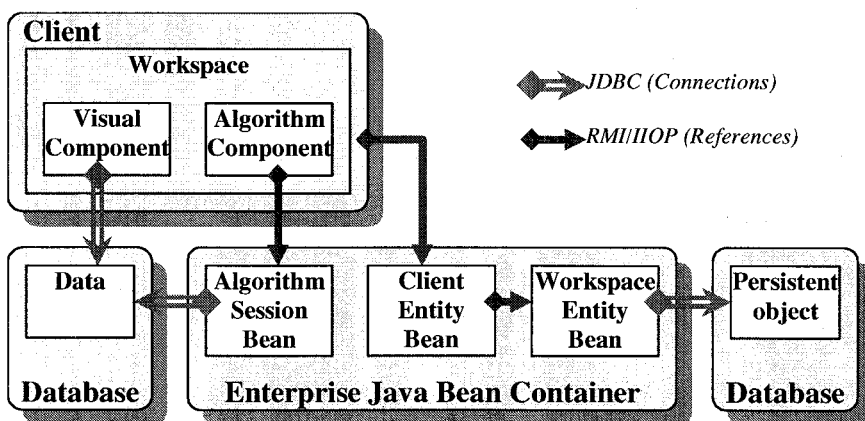 Client
Workspace
Visual
Component
Algorithm
Component
JDBC (Connections)
RMI/IIOP (References)
Data
Algorithm
Session
Bean
Client
Entity
Bean
Workspace
Entity
Bean
Persistent
object
Database
Enterprise Java Bean Container
Database